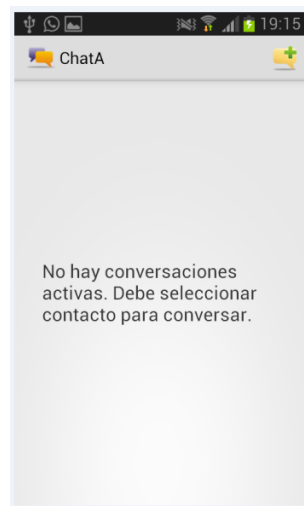 19:15
ChatA
No hay conversaciones
activas. Debe seleccionar
contacto para conversar.